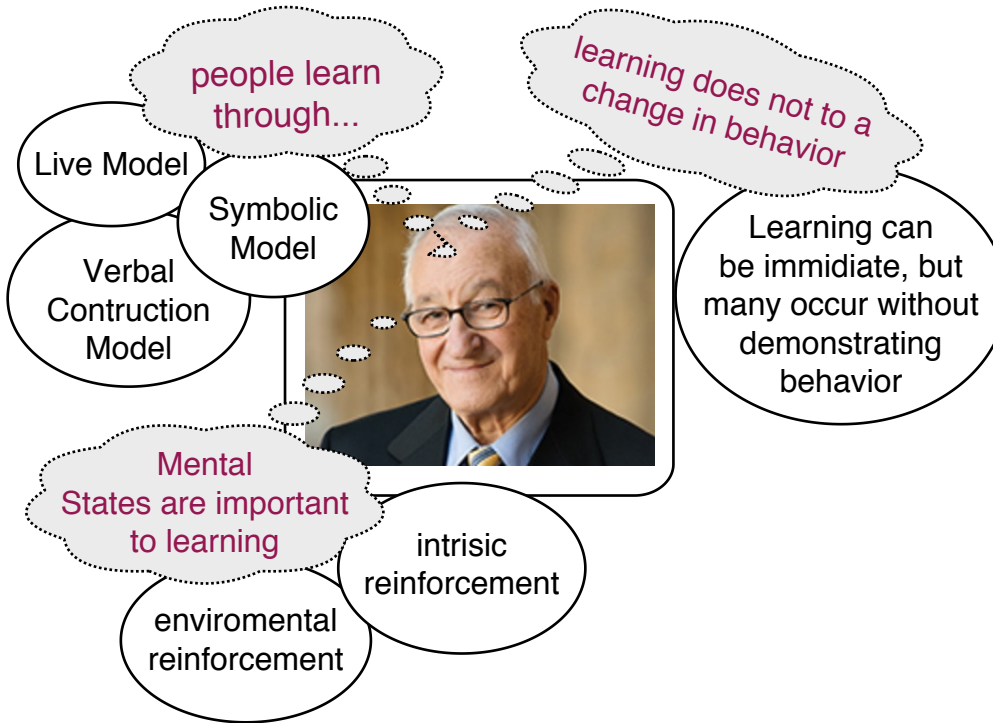 people learn
through...
Live Model
Symbolic
Model
Verbal
Contruction
Model
learning does not to a
change in behavior
Learning can
be immidiate, but
many occur without
demonstrating
behavior
Mental
States are important
to learning
intrisic
reinforcement
enviromental
reinforcement